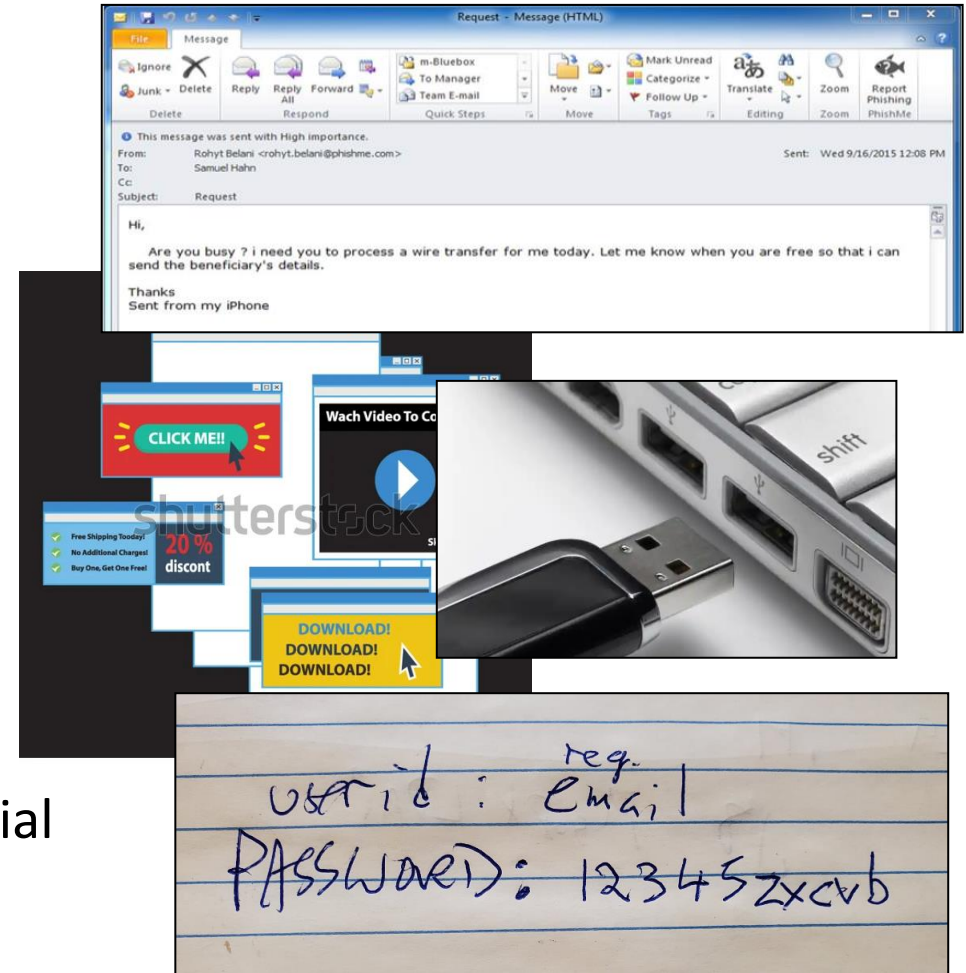 Request - Message (HTML)
File Message
Ignore
Junk
Delete
Reply
Reply All
Forward
m-Bluebox
To Manager
Team E-mail
Move
Mark Unread
Categorize
Follow Up
Translate
Zoom
Report Phishing
Delete Respond Quick Steps Move Tags Editing Zoom PhishMe
This message was sent with High importance.
From: Rohyt Belani <rohyt.belani@phishme.com> Sent: Wed 9/16/2015 12:08 PM
To: Samuel Hahn
Cc:
Subject: Request
Hi,
Are you busy ? i need you to process a wire transfer for me today. Let me know when you are free so that i can
send the beneficiary's details.
Thanks
Sent from my iPhone
CLICK ME!!
Wach Video To Co
shutterstock
Free Shipping Tooday!
No Additional Charges!
Buy One, Get One Free!
20 %
discont
DOWNLOAD!
DOWNLOAD!
DOWNLOAD!
shift
ial
req.
userid : email
PASSWORD: 12345zxcvb